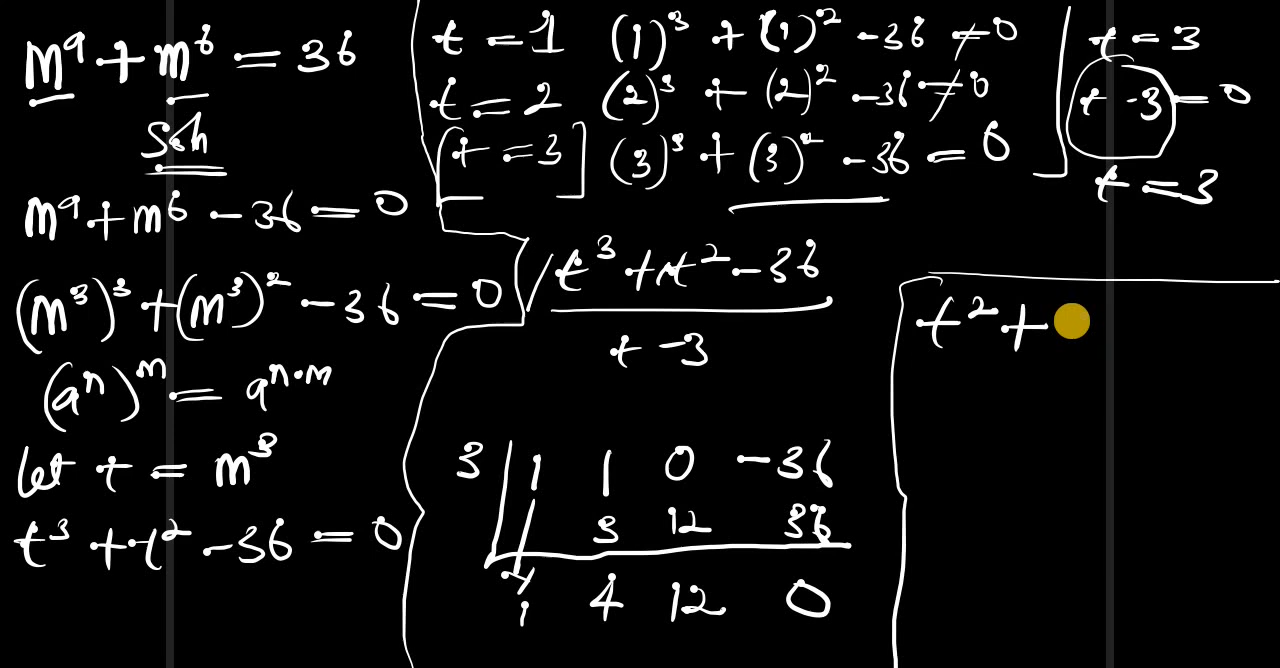 m⁹ + m⁶ = 36
Soln
m⁹ + m⁶ - 36 = 0
(m³)³ + (m³)² - 36 = 0
(aⁿ)ᵐ = aⁿ·ᵐ
let t = m³
t³ + t² - 36 = 0
t = 1 (1)³ + (1)² - 36 ≠ 0
t = 2 (2)³ + (2)² - 36 ≠ 0
[t = 3] (3)³ + (3)² - 36 = 0
t³ + t² - 36
t - 3
3 | 1 1 0 -36
3 12 36
1 4 12 0
t = 3
t - 3 = 0
t = 3
t² +